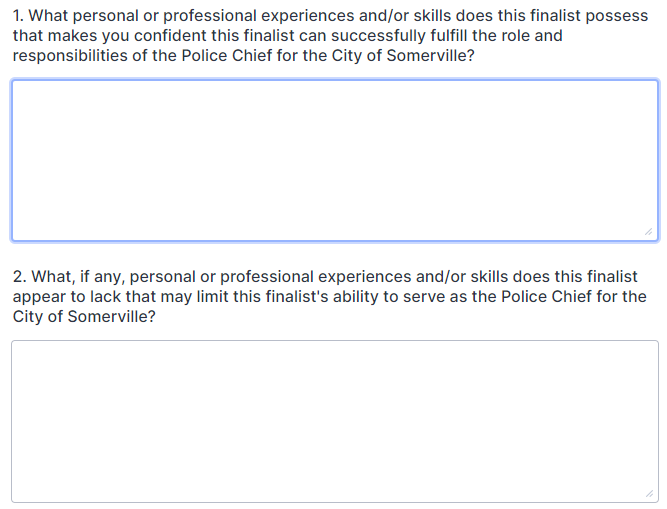 1. What personal or professional experiences and/or skills does this finalist possess
that makes you confident this finalist can successfully fulfill the role and
responsibilities of the Police Chief for the City of Somerville?
2. What, if any, personal or professional experiences and/or skills does this finalist
appear to lack that may limit this finalist's ability to serve as the Police Chief for the
City of Somerville?